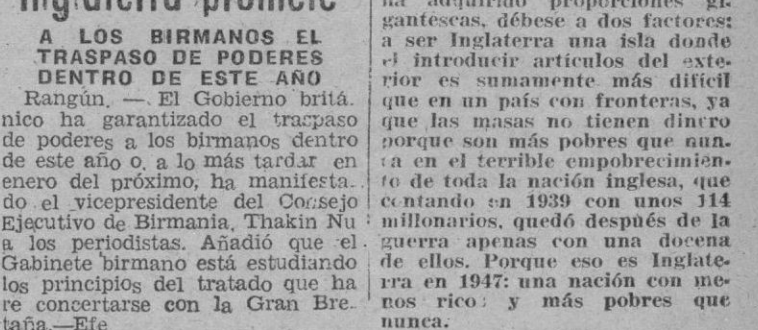 Inglaterra promete
A LOS BIRMANOS EL
TRASPASO DE PODERES
DENTRO DE ESTE AÑO
Rangún. — El Gobierno britá-
nico ha garantizado el traspaso
de poderes a los birmanos dentro
de este año o, a lo más tardar en
enero del próximo, ha manifesta-
do el vicepresidente del Consejo
Ejecutivo de Birmania, Thakin Nu
a los periodistas. Añadió que el
Gabinete birmano está estudiando
los principios del tratado que ha
re concertarse con la Gran Bre-
taña.—Efe
ha adquirido proporciones gi-
gantescas, débese a dos factores:
a ser Inglaterra una isla donde
el introducir artículos del exte-
rior es sumamente más difícil
que en un país con fronteras, ya
que las masas no tienen dinero
porque son más pobres que nun-
ca en el terrible empobrecimien-
to de toda la nación inglesa, que
contando en 1939 con unos 114
millonarios, quedó después de la
guerra apenas con una docena
de ellos. Porque eso es Inglate-
rra en 1947: una nación con me-
nos rico: y más pobres que
nunca.